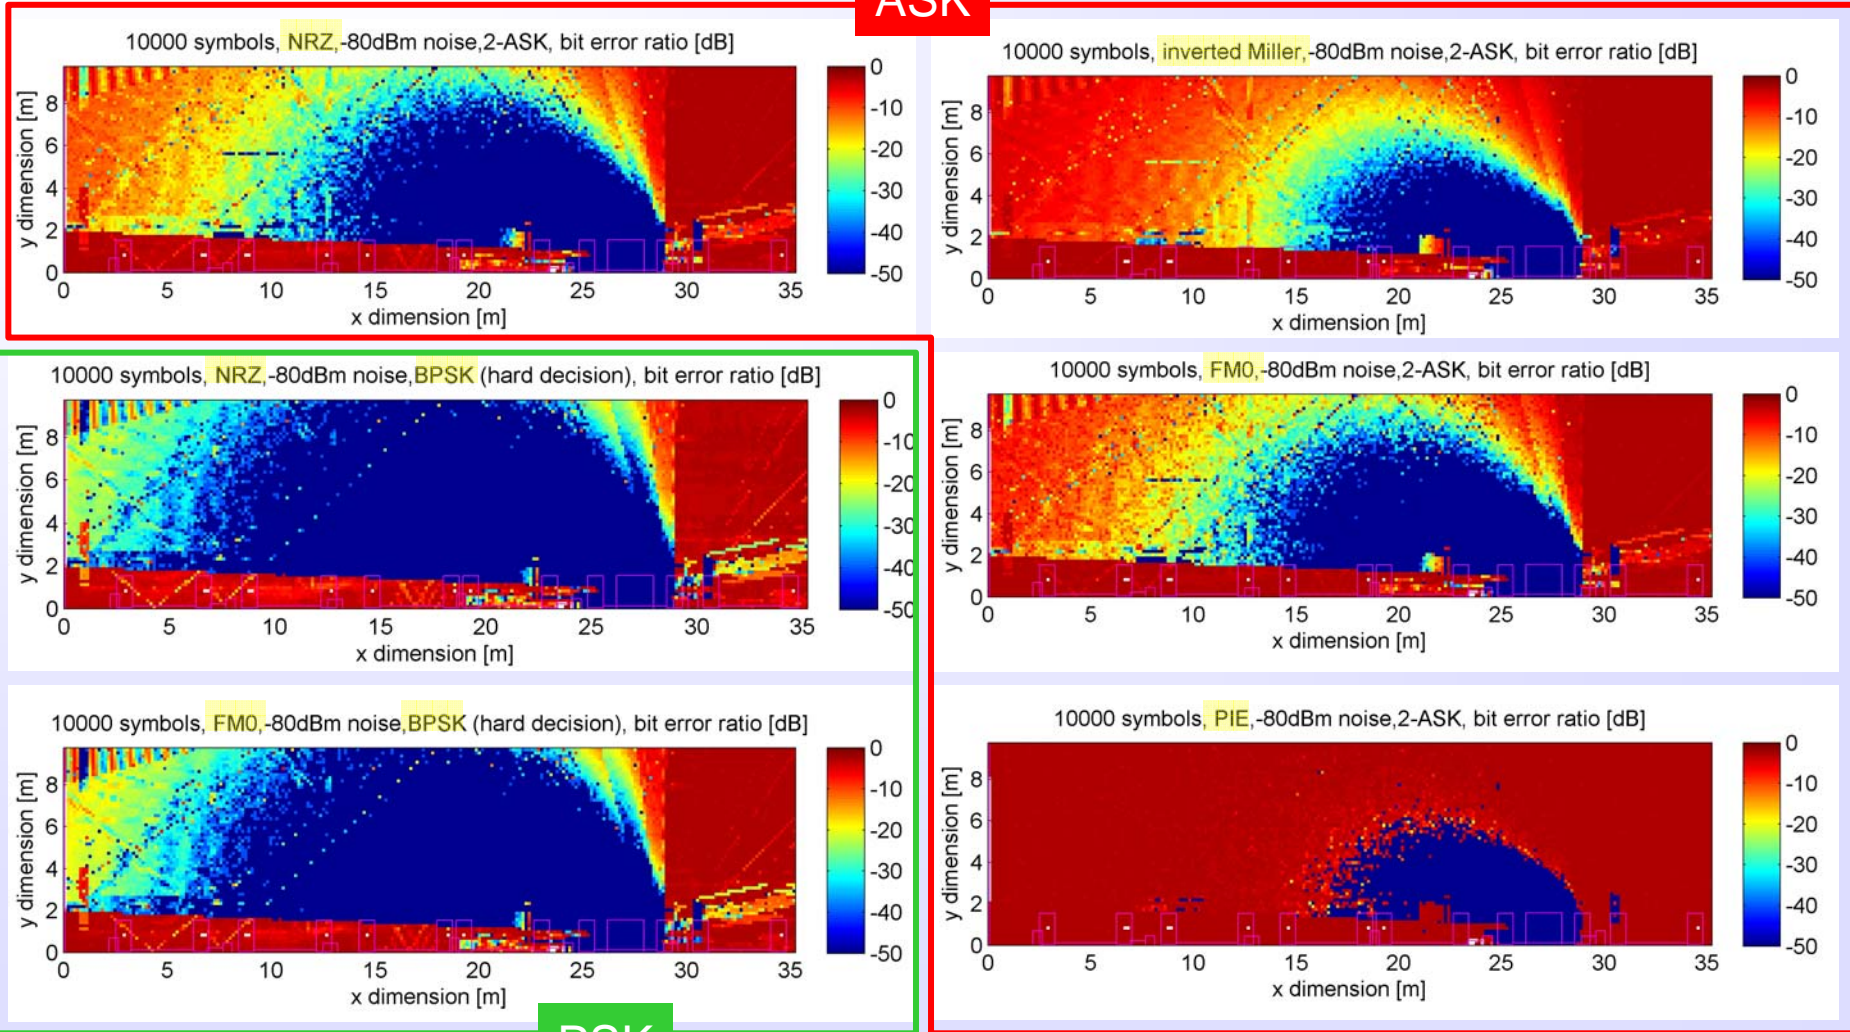 ASK
10000 symbols, NRZ,-80dBm noise,2-ASK, bit error ratio [dB]
y dimension [m]
8
6
4
2
0
0 5 10 15 20 25 30 35
x dimension [m]
0
-10
-20
-30
-40
-50
10000 symbols, inverted Miller,-80dBm noise,2-ASK, bit error ratio [dB]
y dimension [m]
8
6
4
2
0
0 5 10 15 20 25 30 35
x dimension [m]
0
-10
-20
-30
-40
-50
10000 symbols, NRZ,-80dBm noise,BPSK (hard decision), bit error ratio [dB]
y dimension [m]
8
6
4
2
0
0 5 10 15 20 25 30 35
x dimension [m]
0
-10
-20
-30
-40
-50
10000 symbols, FM0,-80dBm noise,2-ASK, bit error ratio [dB]
y dimension [m]
8
6
4
2
0
0 5 10 15 20 25 30 35
x dimension [m]
0
-10
-20
-30
-40
-50
10000 symbols, FM0,-80dBm noise,BPSK (hard decision), bit error ratio [dB]
y dimension [m]
8
6
4
2
0
0 5 10 15 20 25 30 35
x dimension [m]
0
-10
-20
-30
-40
-50
10000 symbols, PIE,-80dBm noise,2-ASK, bit error ratio [dB]
y dimension [m]
8
6
4
2
0
0 5 10 15 20 25 30 35
x dimension [m]
0
-10
-20
-30
-40
-50
PSK